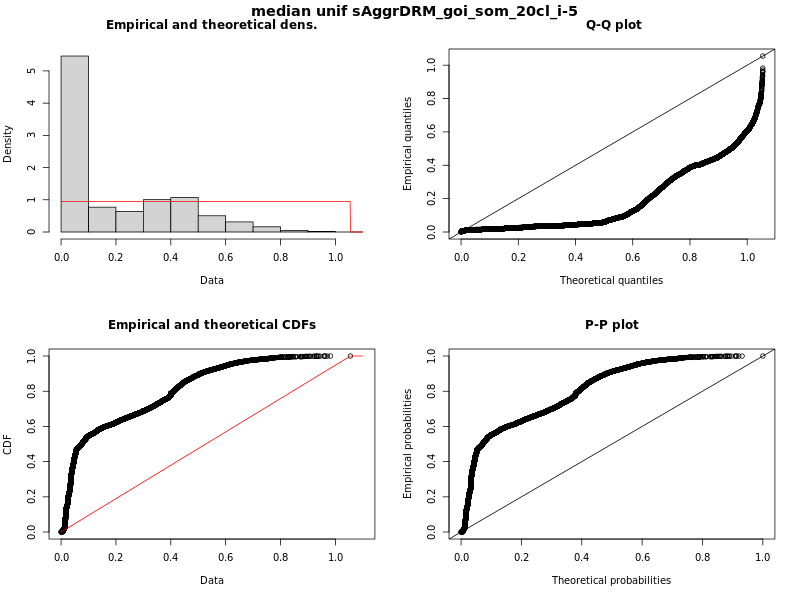 median unif sAggrDRM_goi_som_20cl_i-5
Empirical and theoretical dens.
Density
0 1 2 3 4 5
0.0 0.2 0.4 0.6 0.8 1.0
Data
Q-Q plot
Empirical quantiles
0.0 0.2 0.4 0.6 0.8 1.0
0.0 0.2 0.4 0.6 0.8 1.0
Theoretical quantiles
Empirical and theoretical CDFs
CDF
0.0 0.2 0.4 0.6 0.8 1.0
0.0 0.2 0.4 0.6 0.8 1.0
Data
P-P plot
Empirical probabilities
0.0 0.2 0.4 0.6 0.8 1.0
0.0 0.2 0.4 0.6 0.8 1.0
Theoretical probabilities